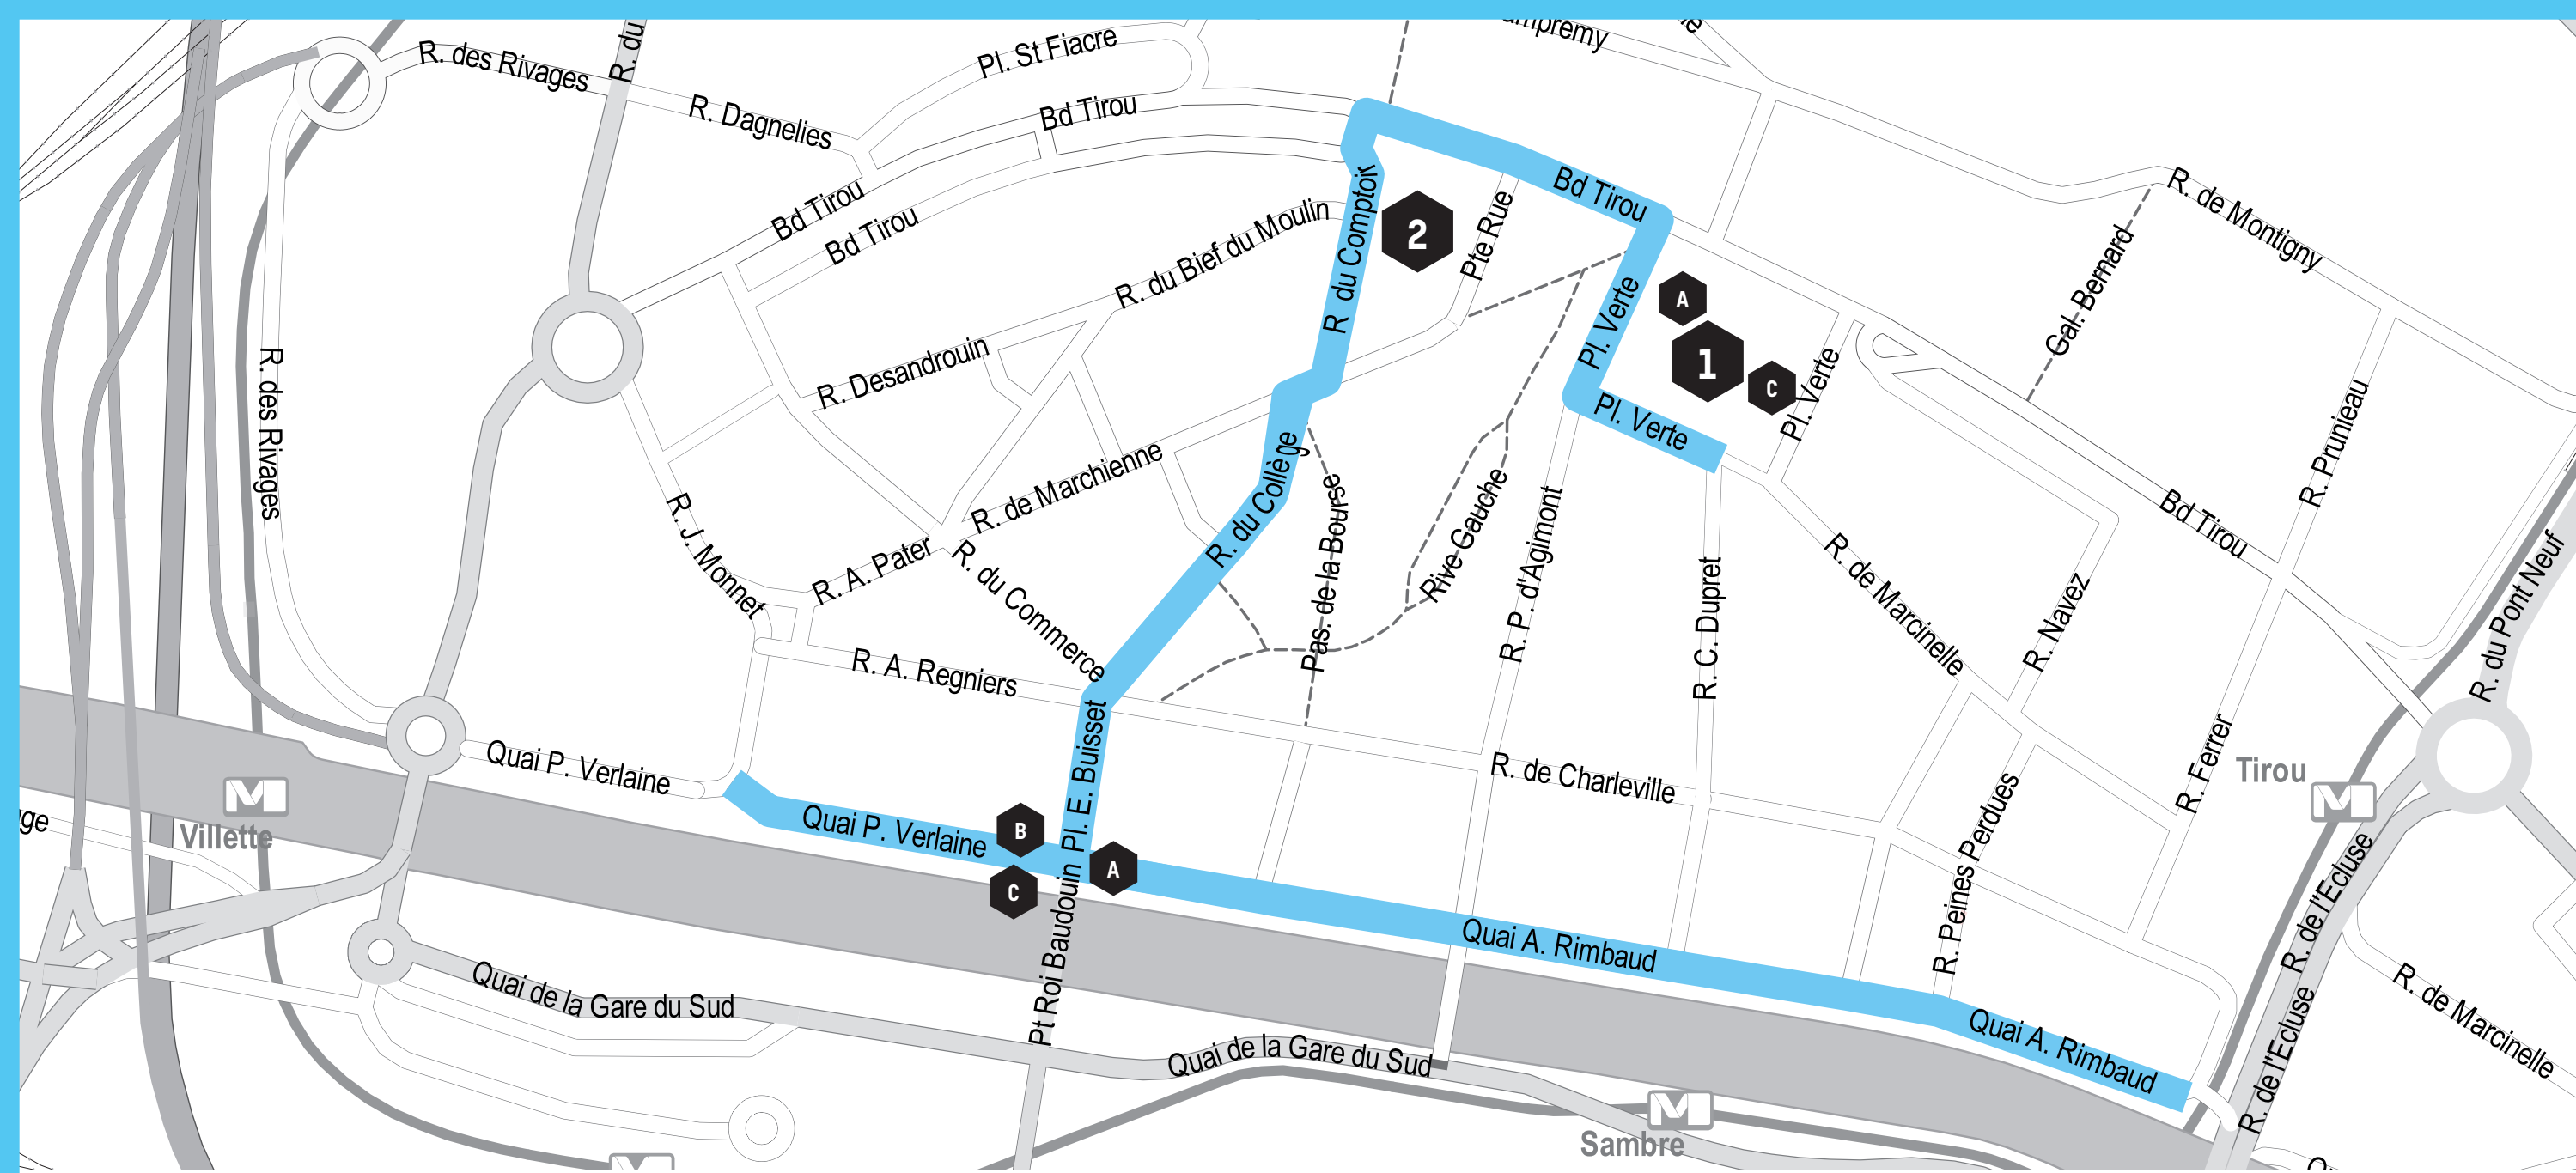 R. des Rivages
R. du
Pl. St Fiacre
R. Dagnelies
Bd Tirou
Bd Tirou
Bd Tirou
R. du Bief du Moulin
R du Comptoir
2
Pte Rue
Bd Tirou
R. de Montigny
Gal. Bernard
A
Pl. Verte
1
C
Pl. Verte
Pl. Verte
R. des Rivages
R. Desandrouin
R. Prunieau
R. J. Monnet
R. A. Pater
R. de Marchienne
R. du Collège
Pas. de la Bourse
Rive Gauche
R. P. d'Agimont
R. C. Dupret
R. de Marcinelle
R. Navez
Bd Tirou
R. du Pont Neuf
R. du Commerce
R. A. Regniers
Pl. E. Buisset
R. de Charleville
R. Ferrer
Tirou
Quai P. Verlaine
Villette
Quai P. Verlaine
B
A
C
Pt Roi Baudouin
R. Peines Perdues
R. de l'Ecluse
Quai A. Rimbaud
R. de Marcinelle
Quai de la Gare du Sud
Quai de la Gare du Sud
Quai A. Rimbaud
R. de l'Ecluse
Sambre